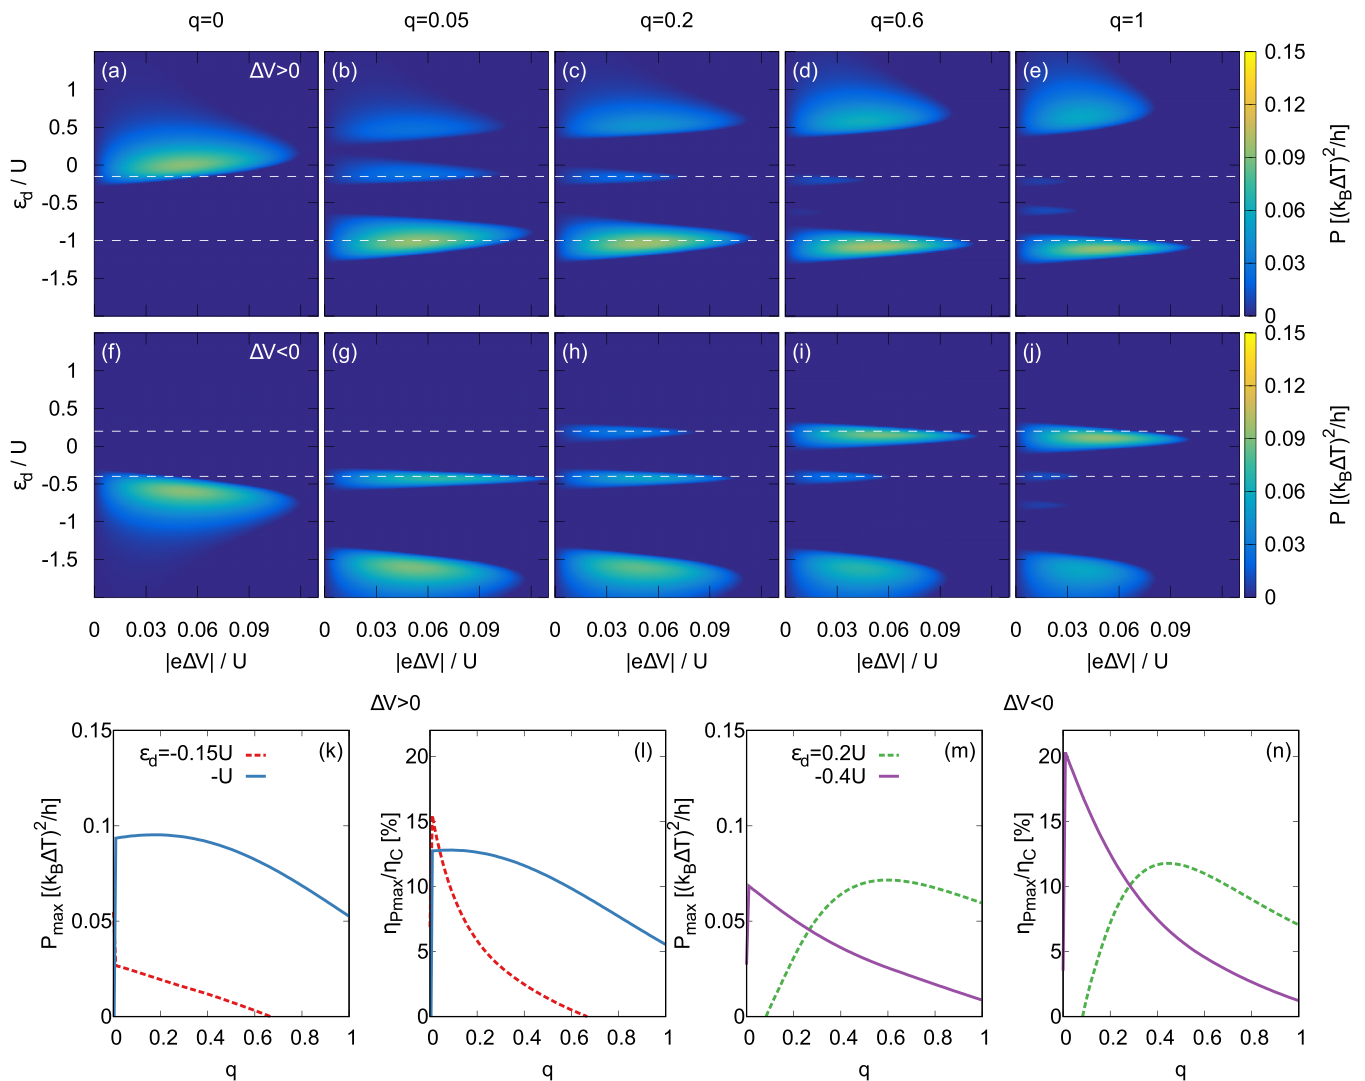 q=0 q=0.05 q=0.2 q=0.6 q=1
(a) ΔV>0 (b) (c) (d) (e) 0.15
1 0.12
0.5 0.09
0
-0.5 0.06
-1 0.03
-1.5 0
ε_d / U
P [(k_BΔT)^2/h]
(f) ΔV<0 (g) (h) (i) (j) 0.15
1 0.12
0.5 0.09
0
-0.5 0.06
-1 0.03
-1.5 0
ε_d / U
P [(k_BΔT)^2/h]
0 0.03 0.06 0.09 0 0.03 0.06 0.09 0 0.03 0.06 0.09 0 0.03 0.06 0.09 0 0.03 0.06 0.09
|eΔV| / U |eΔV| / U |eΔV| / U |eΔV| / U |eΔV| / U
ΔV>0 ΔV<0
P_max [(k_BΔT)^2/h]
0.15
0.1
0.05
0
ε_d=-0.15U (k)
-U
0 0.2 0.4 0.6 0.8 1
q
η_Pmax/η_C [%]
20
15
10
5
0
(l)
0 0.2 0.4 0.6 0.8 1
q
P_max [(k_BΔT)^2/h]
0.15
0.1
0.05
0
ε_d=0.2U (m)
-0.4U
0 0.2 0.4 0.6 0.8 1
q
η_Pmax/η_C [%]
20
15
10
5
0
(n)
0 0.2 0.4 0.6 0.8 1
q